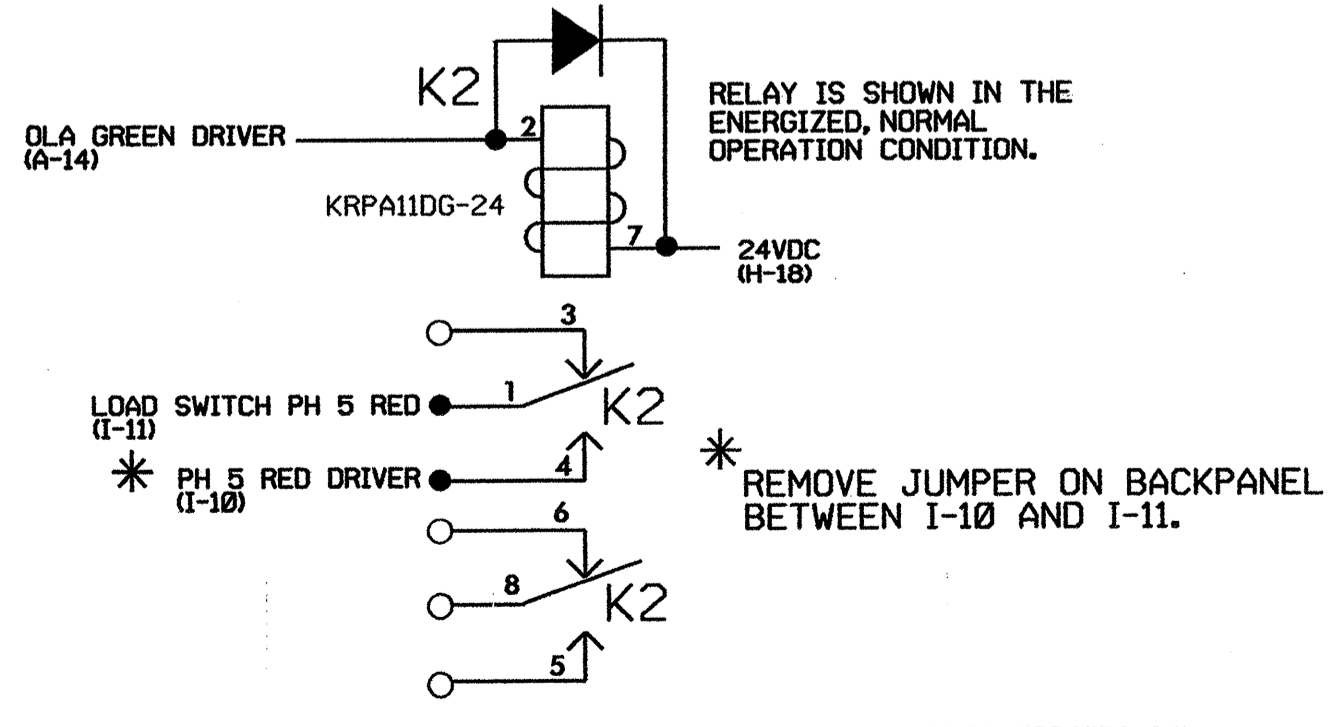 K2
RELAY IS SHOWN IN THE
ENERGIZED, NORMAL
OPERATION CONDITION.
OLA GREEN DRIVER
(A-14)
2
KRPA11DG-24
7
24VDC
(H-18)
3
1
K2
LOAD SWITCH PH 5 RED
(I-11)
* PH 5 RED DRIVER
(I-10)
4
* REMOVE JUMPER ON BACKPANEL
BETWEEN I-10 AND I-11.
6
8
K2
5